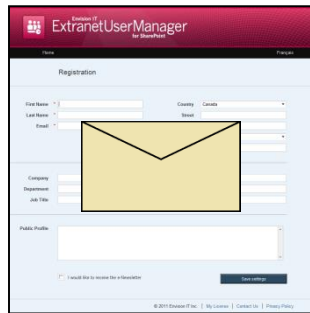 Envision IT
ExtranetUserManager
for SharePoint
Home Français
Registration
First Name * Country Canada
Last Name * Street
Email *
Company
Department
Job Title
Public Profile
I would like to receive the e-Newsletter
Save settings
© 2011 Envision IT Inc. | My License | Contact Us | Privacy Policy